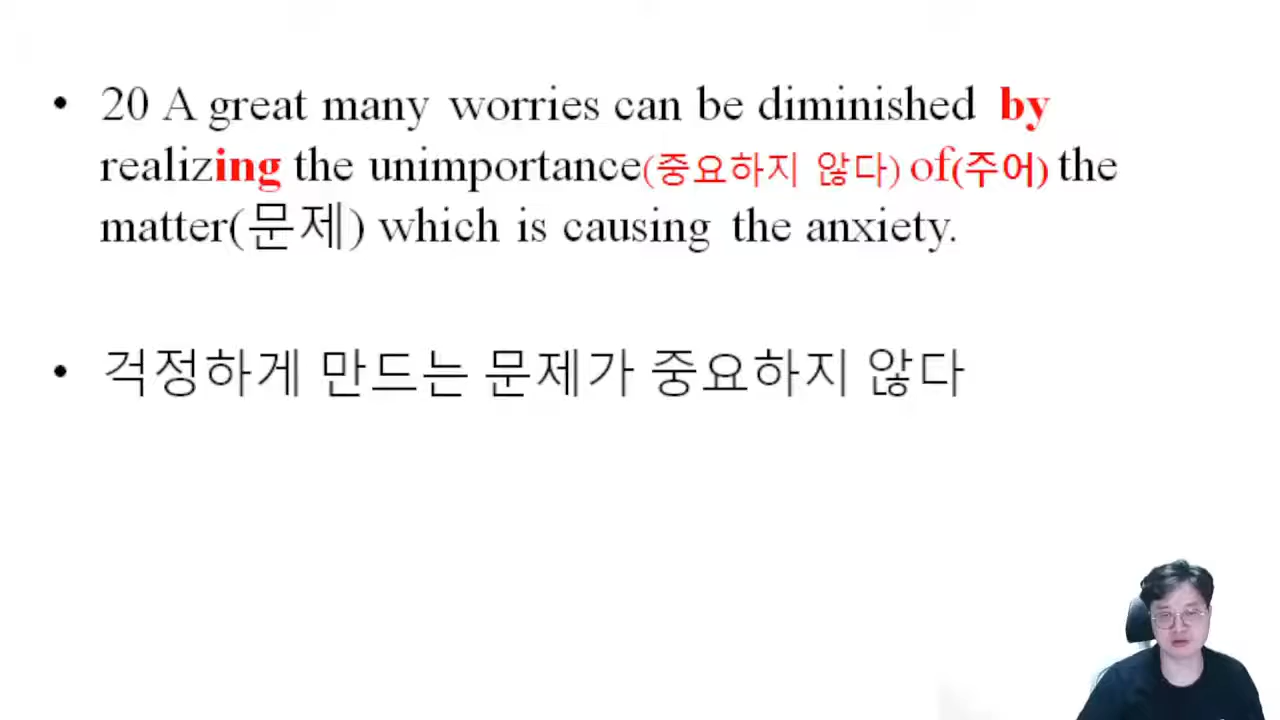 • 20 A great many worries can be diminished by
realizing the unimportance(중요하지 않다) of(주어) the
matter(문제) which is causing the anxiety.
• 걱정하게 만드는 문제가 중요하지 않다